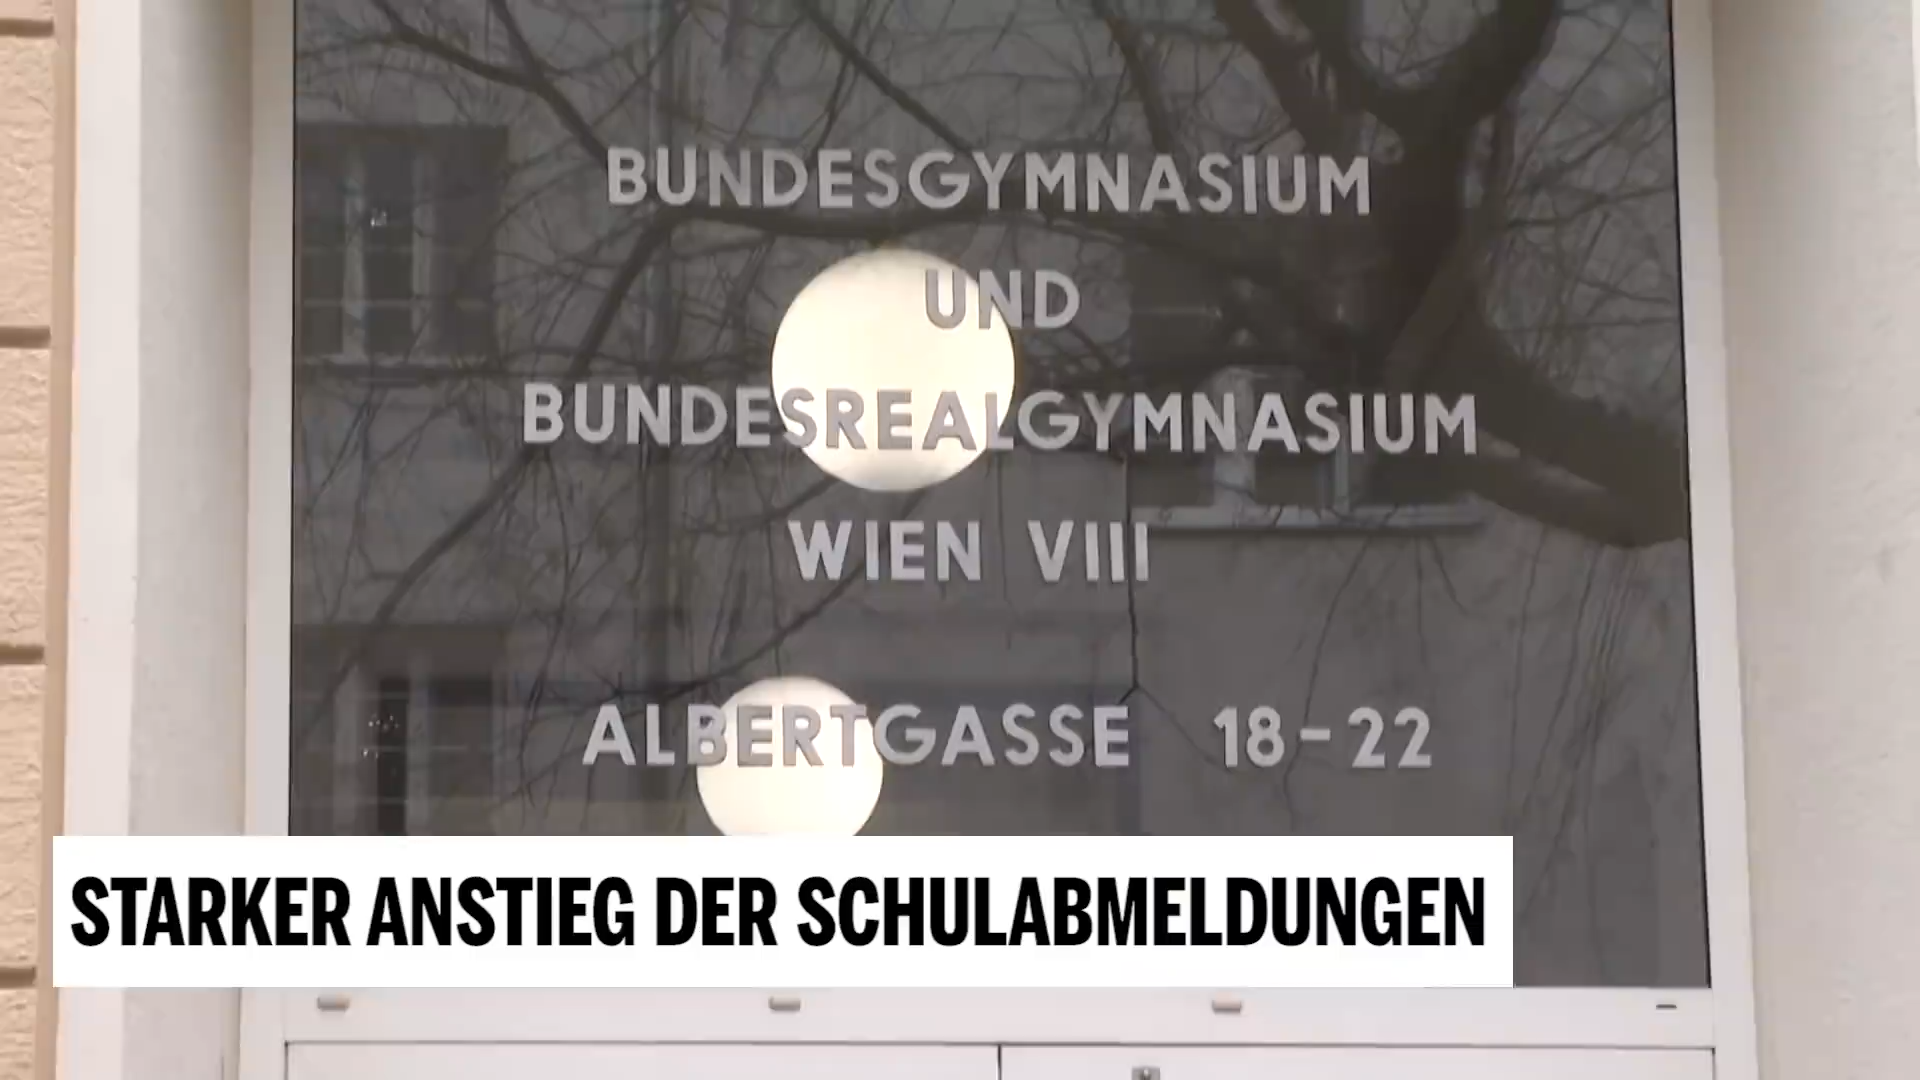 BUNDESGYMNASIUM
UND
BUNDESREALGYMNASIUM
WIEN VIII
ALBERTGASSE 18-22
STARKER ANSTIEG DER SCHULABMELDUNGEN